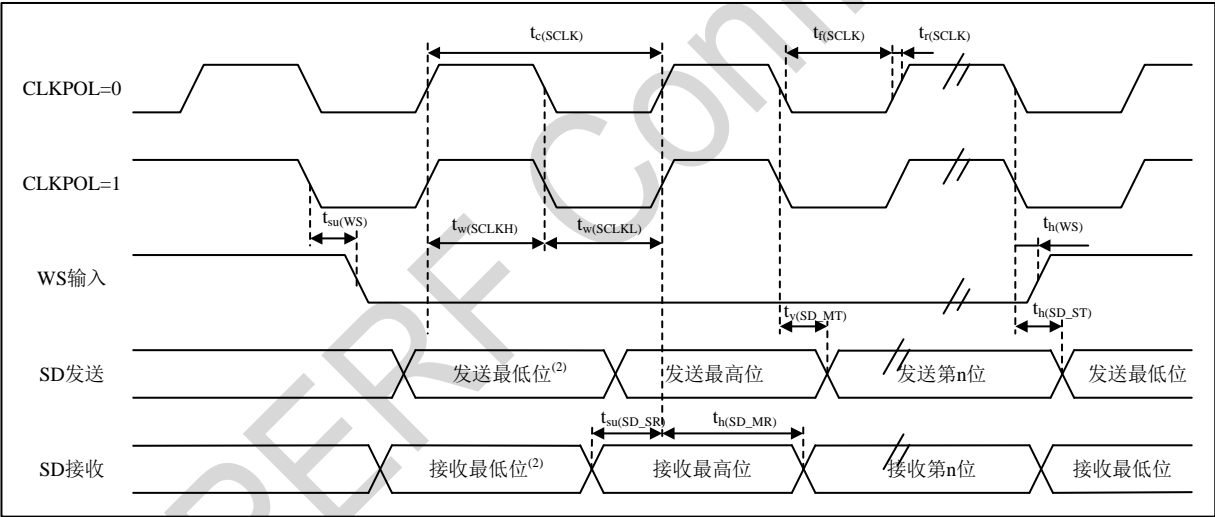 tc(SCLK)
tf(SCLK)
tr(SCLK)
CLKPOL=0
CLKPOL=1
tsu(WS)
tw(SCLKH)
tw(SCLKL)
th(WS)
WS输入
tv(SD_MT)
th(SD_ST)
SD发送
发送最低位(2)
发送最高位
发送第n位
发送最低位
tsu(SD_SR)
th(SD_MR)
SD接收
接收最低位(2)
接收最高位
接收第n位
接收最低位